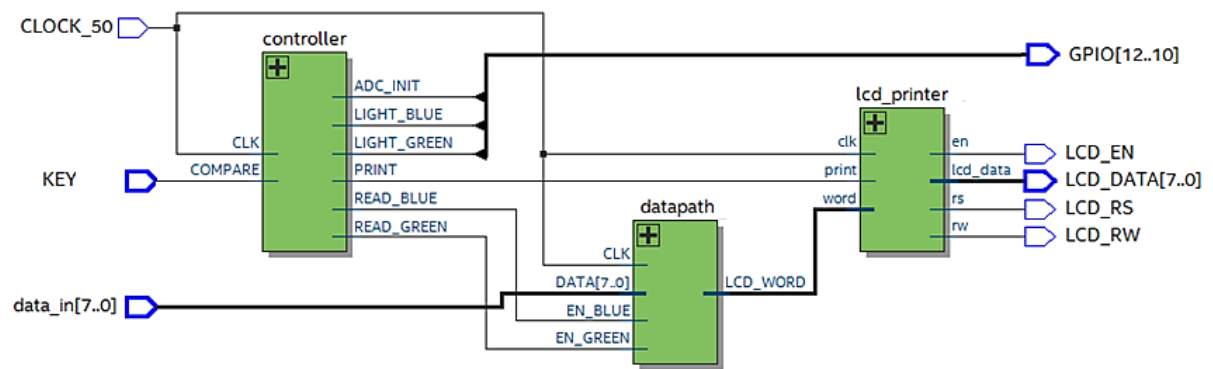 CLOCK_50
controller
ADC_INIT
LIGHT_BLUE
LIGHT_GREEN
PRINT
READ_BLUE
READ_GREEN
CLK
COMPARE
KEY
data_in[7..0]
datapath
CLK
DATA[7..0]
EN_BLUE
EN_GREEN
LCD_WORD
lcd_printer
clk
print
word
en
lcd_data
rs
rw
GPIO[12..10]
LCD_EN
LCD_DATA[7..0]
LCD_RS
LCD_RW